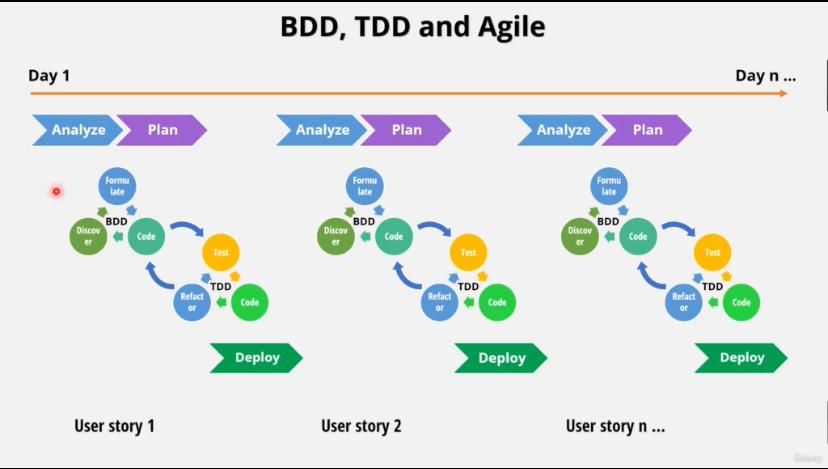 BDD, TDD and Agile
Day 1
Day n ...
Analyze
Plan
Analyze
Plan
Analyze
Plan
Formu
late
BDD
Discov
er
Code
Test
TDD
Refact
or
Code
Formu
late
BDD
Discov
er
Code
Test
TDD
Refact
or
Code
Formu
late
BDD
Discov
er
Code
Test
TDD
Refact
or
Code
Deploy
Deploy
Deploy
User story 1
User story 2
User story n ...
Udemy